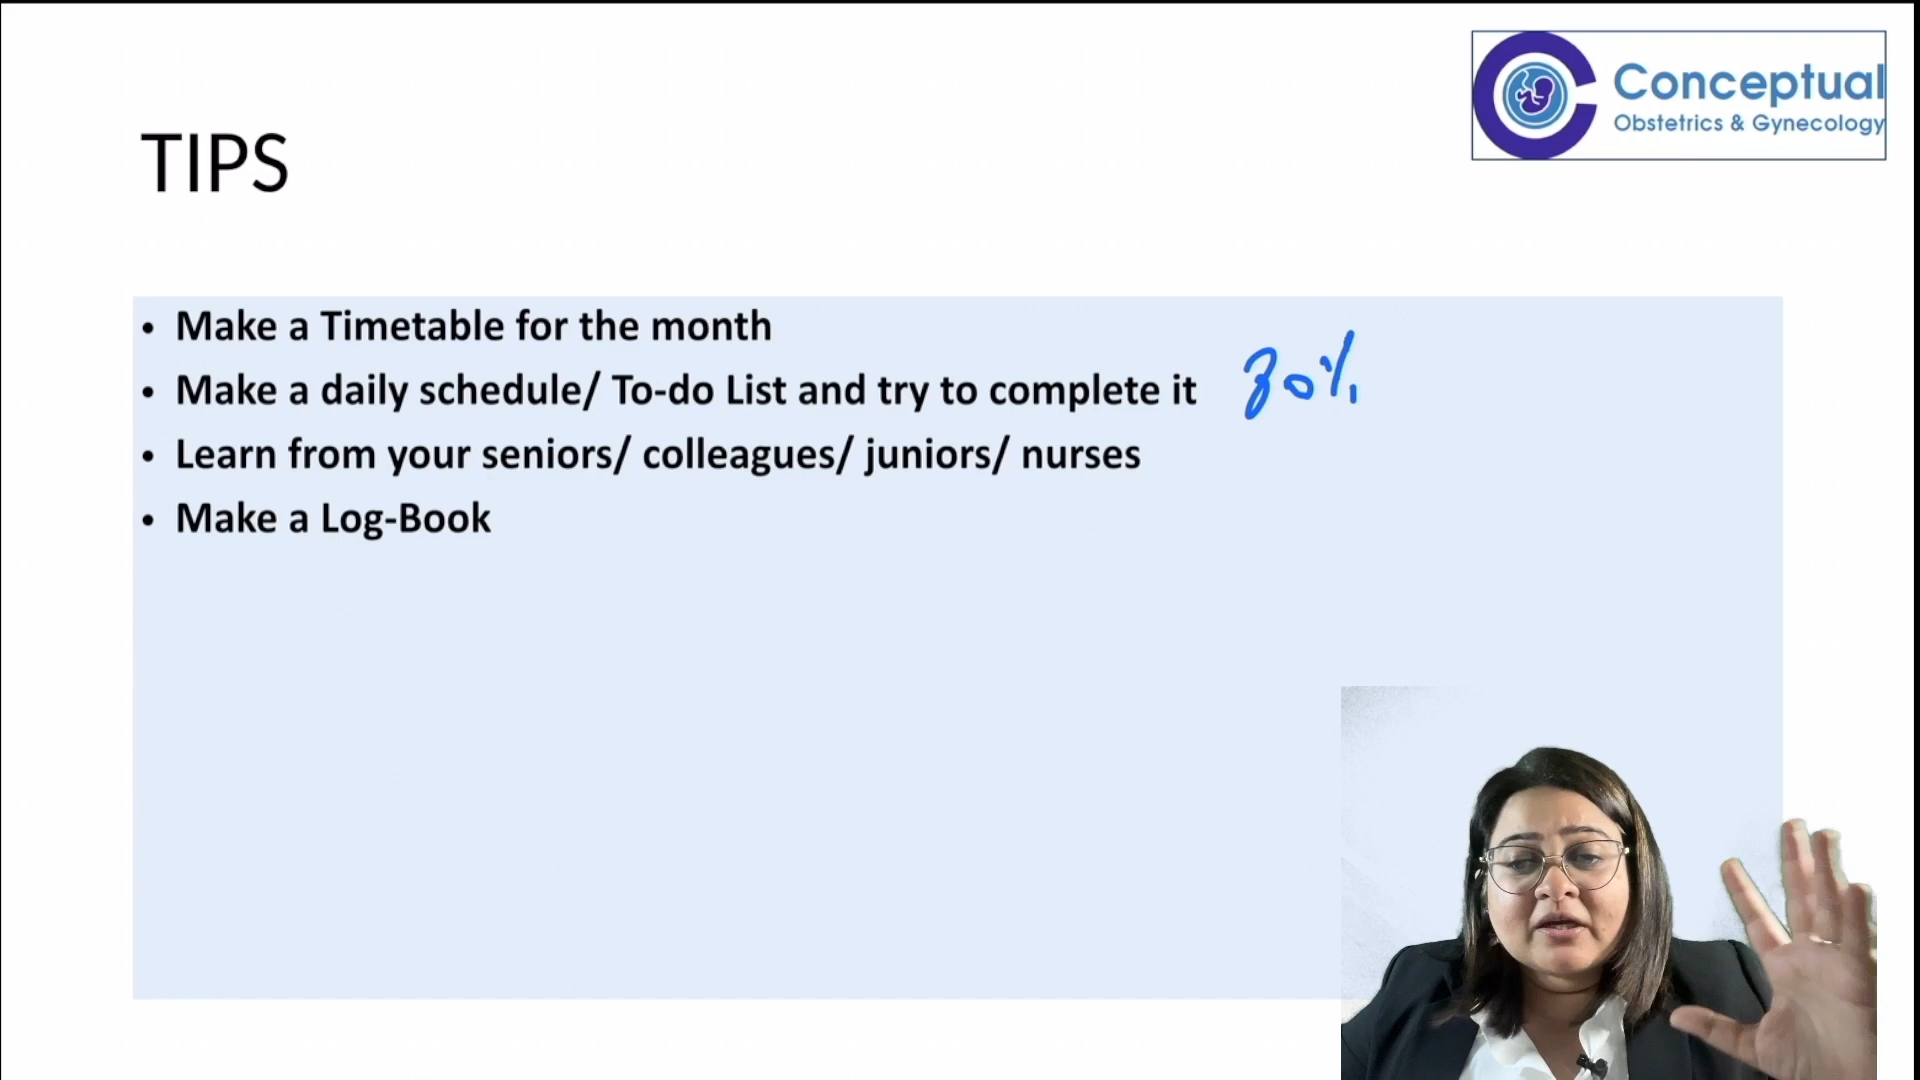 Conceptual
Obstetrics & Gynecology
TIPS
• Make a Timetable for the month
• Make a daily schedule/ To-do List and try to complete it
• Learn from your seniors/ colleagues/ juniors/ nurses
• Make a Log-Book